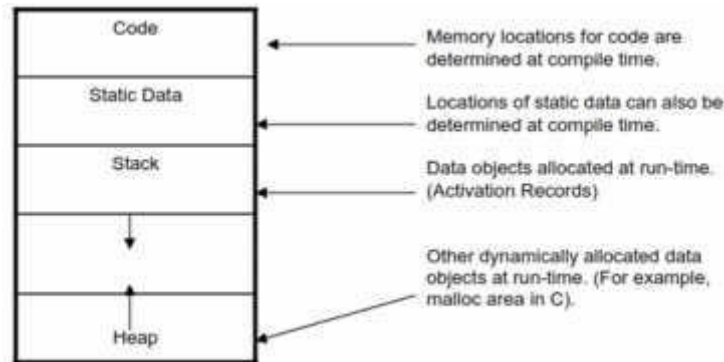 Code
Memory locations for code are
determined at compile time.
Static Data
Locations of static data can also be
determined at compile time.
Stack
Data objects allocated at run-time.
(Activation Records)
Other dynamically allocated data
objects at run-time. (For example,
malloc area in C).
Heap